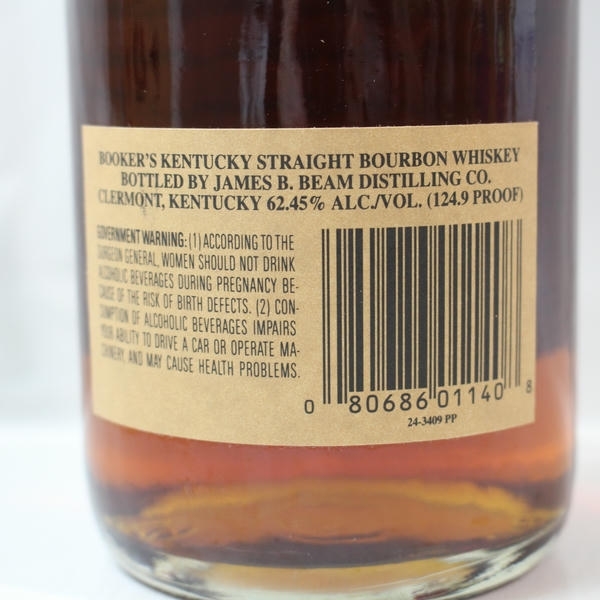 BOOKER'S KENTUCKY STRAIGHT BOURBON WHISKEY
BOTTLED BY JAMES B. BEAM DISTILLING CO.
CLERMONT, KENTUCKY 62.45% ALC./VOL. (124.9 PROOF)
GOVERNMENT WARNING: (1) ACCORDING TO THE
SURGEON GENERAL, WOMEN SHOULD NOT DRINK
ALCOHOLIC BEVERAGES DURING PREGNANCY BE-
CAUSE OF THE RISK OF BIRTH DEFECTS. (2) CON-
SUMPTION OF ALCOHOLIC BEVERAGES IMPAIRS
YOUR ABILITY TO DRIVE A CAR OR OPERATE MA-
CHINERY, AND MAY CAUSE HEALTH PROBLEMS.
0 80686 01140 8
24-3409 PP